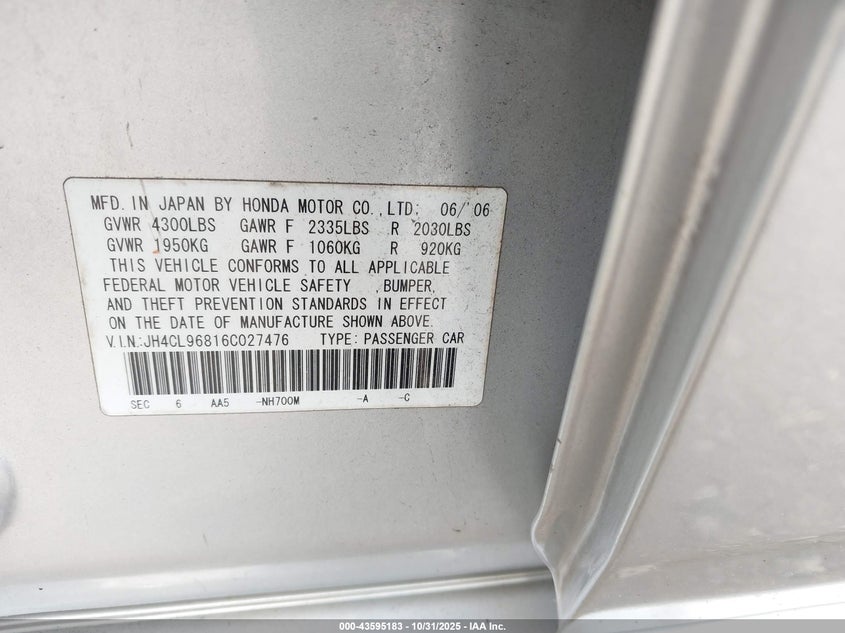 MFD. IN JAPAN BY HONDA MOTOR CO.,LTD; 06/'06
GVWR 4300LBS GAWR F 2335LBS R 2030LBS
GVWR 1950KG GAWR F 1060KG R 920KG
THIS VEHICLE CONFORMS TO ALL APPLICABLE
FEDERAL MOTOR VEHICLE SAFETY ,BUMPER,
AND THEFT PREVENTION STANDARDS IN EFFECT
ON THE DATE OF MANUFACTURE SHOWN ABOVE.
V.I.N.:JH4CL96816C027476 TYPE: PASSENGER CAR
SEC 6 AA5 -NH700M -A -C
000-43595183 - 10/31/2025 - IAA Inc.